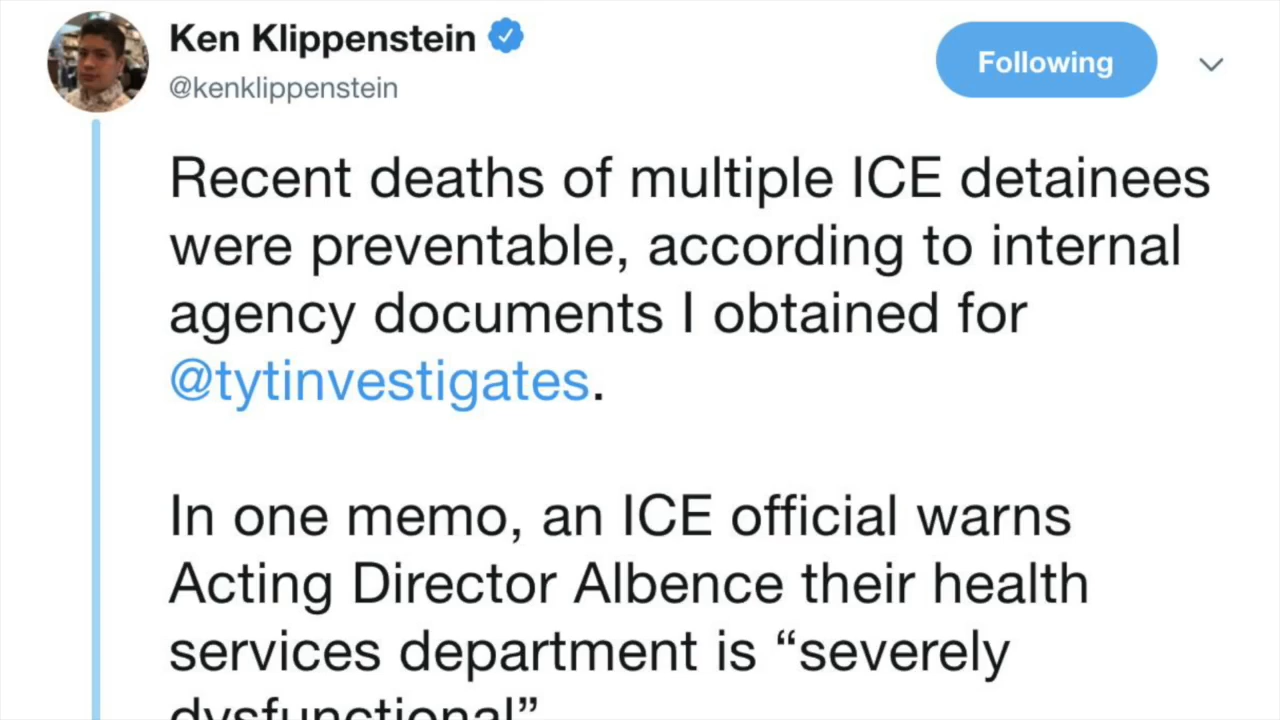 Ken Klippenstein
@kenklippenstein
Following
Recent deaths of multiple ICE detainees
were preventable, according to internal
agency documents I obtained for
@tytinvestigates.
In one memo, an ICE official warns
Acting Director Albence their health
services department is “severely
dysfunctional”